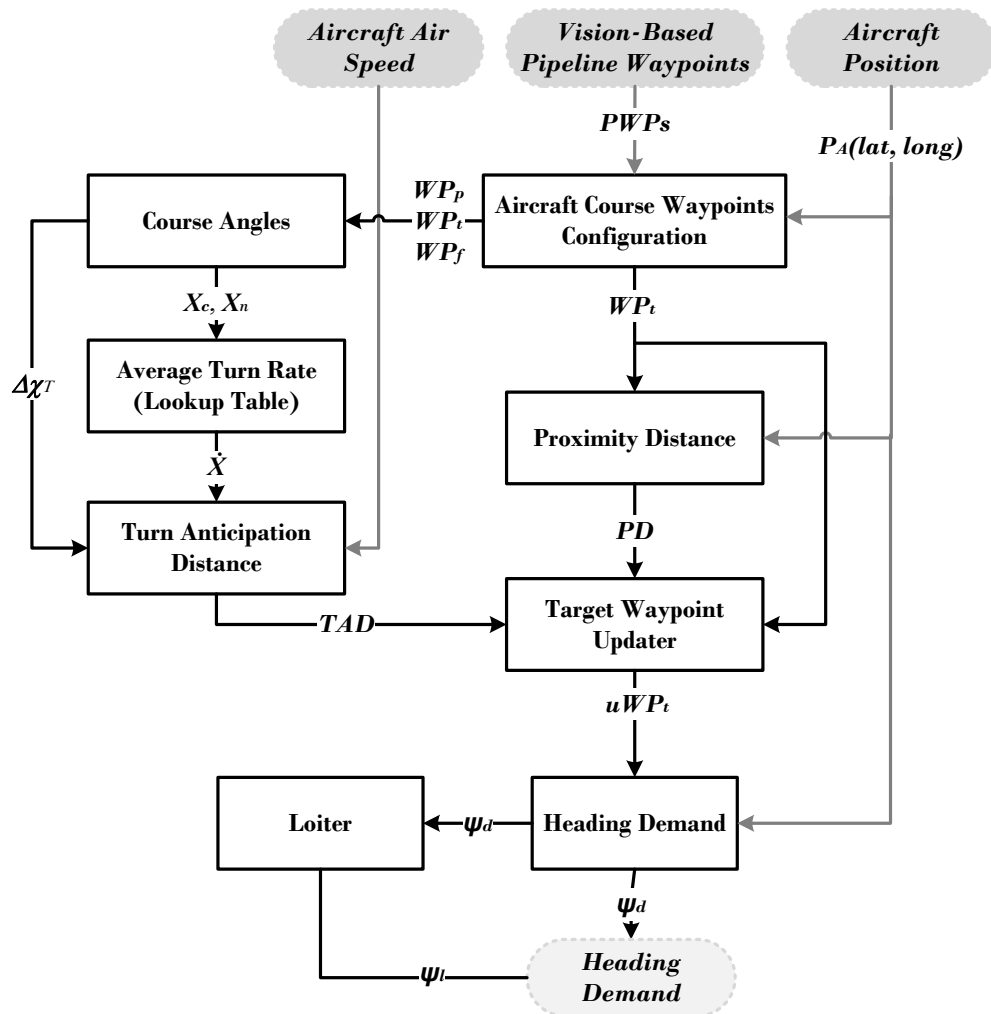 Aircraft Air
Speed
Vision-Based
Pipeline Waypoints
Aircraft
Position
PWPs
PA(lat, long)
WPp
WPt
WPf
Course Angles
Aircraft Course Waypoints
Configuration
Xc, Xn
WPt
ΔχT
Average Turn Rate
(Lookup Table)
Proximity Distance
Ẋ
Turn Anticipation
Distance
PD
TAD
Target Waypoint
Updater
uWPt
Loiter
ψd
Heading Demand
ψd
ψl
Heading
Demand